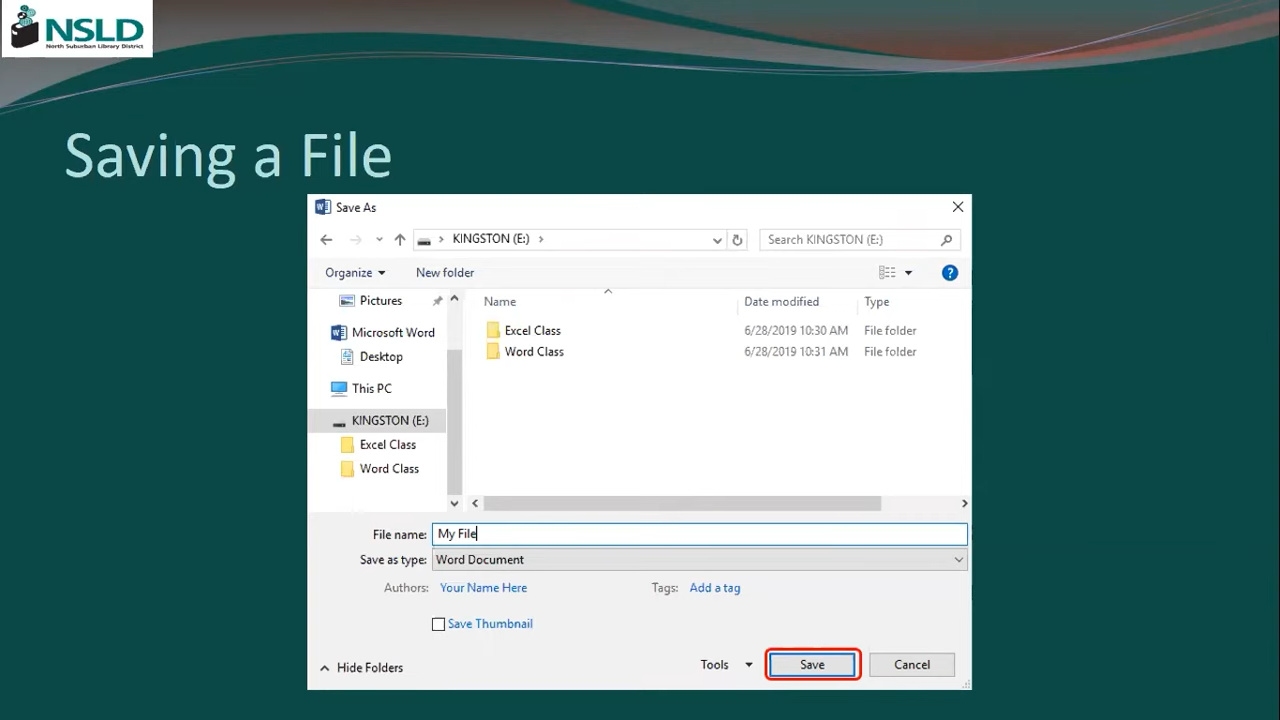 NSLD
North Suburban Library District
Saving a File
Save As
KINGSTON (E:)
Search KINGSTON (E:)
Organize
New folder
?
Pictures
Microsoft Word
Desktop
This PC
KINGSTON (E:)
Excel Class
Word Class
Name Date modified Type
Excel Class 6/28/2019 10:30 AM File folder
Word Class 6/28/2019 10:31 AM File folder
File name: My File
Save as type: Word Document
Authors: Your Name Here Tags: Add a tag
Save Thumbnail
Hide Folders Tools Save Cancel